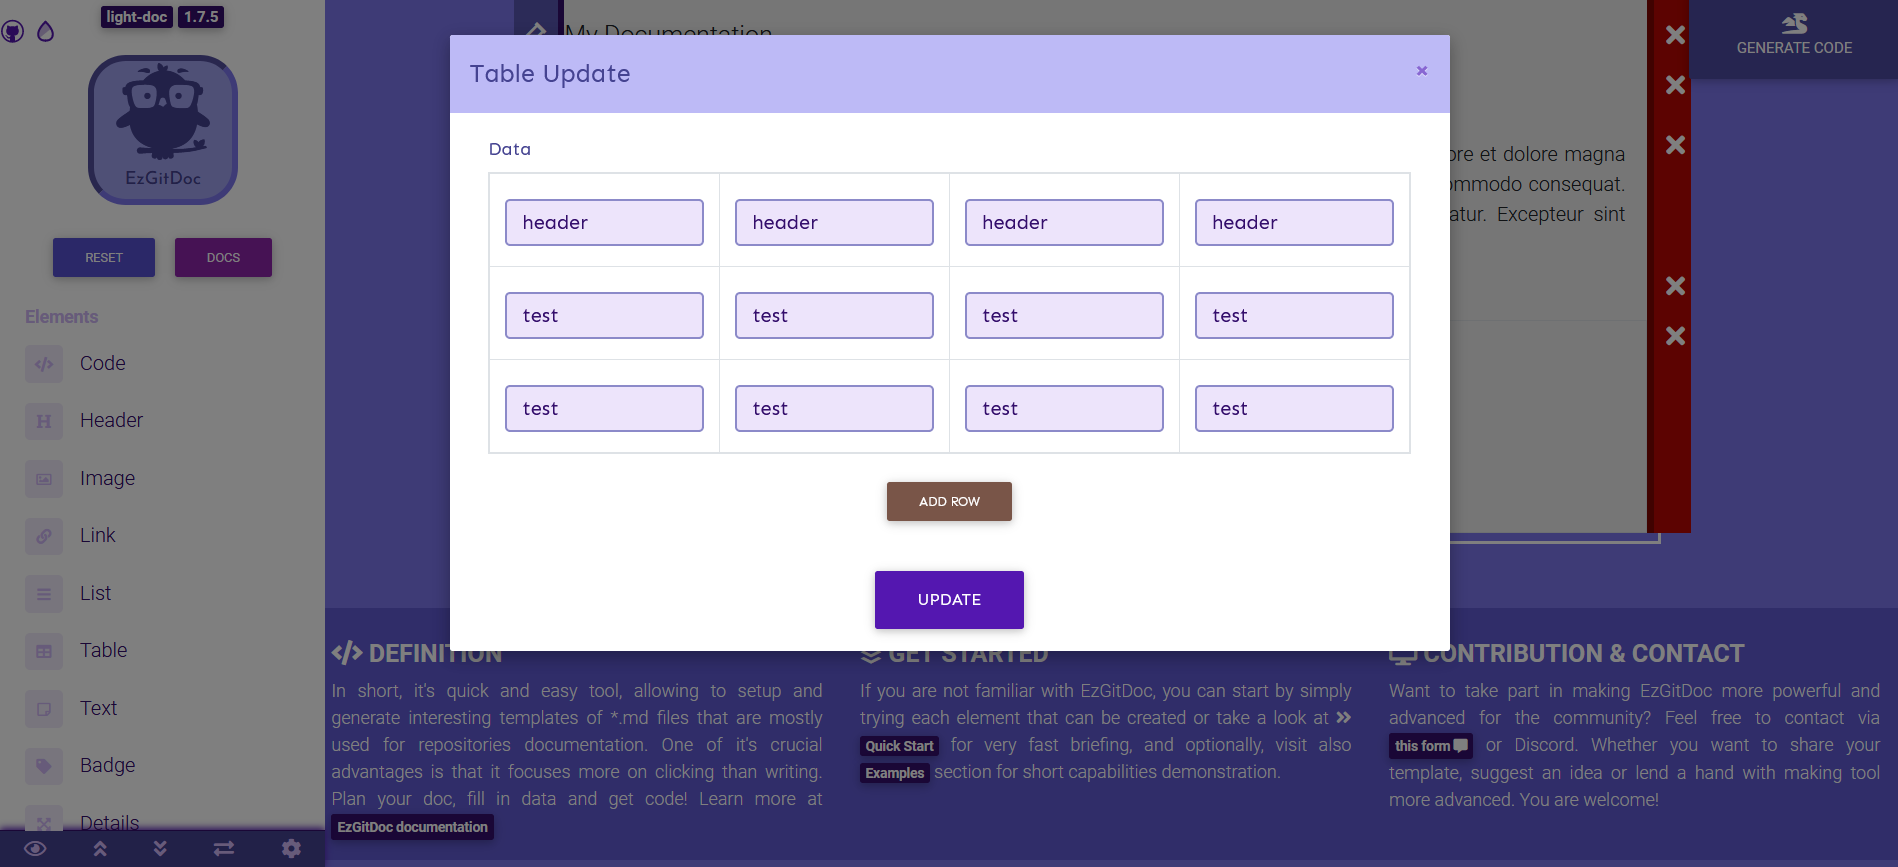 light-doc 1.7.5
EzGitDoc
RESET DOCS
Elements
Code
Header
Image
Link
List
Table
Text
Badge
Details
My Documentation
GENERATE CODE
Table Update
Data
header header header header
test test test test
test test test test
ADD ROW
UPDATE
et dolore magna
consequat.
Excepteur sint
DEFINITION
In short, it's quick and easy tool, allowing to setup and
generate interesting templates of *.md files that are mostly
used for repositories documentation. One of it's crucial
advantages is that it focuses more on clicking than writing.
Plan your doc, fill in data and get code! Learn more at
EzGitDoc documentation
GET STARTED
If you are not familiar with EzGitDoc, you can start by simply
trying each element that can be created or take a look at
Quick Start for very fast briefing, and optionally, visit also
Examples section for short capabilities demonstration.
CONTRIBUTION & CONTACT
Want to take part in making EzGitDoc more powerful and
advanced for the community? Feel free to contact via
this form or Discord. Whether you want to share your
template, suggest an idea or lend a hand with making tool
more advanced. You are welcome!